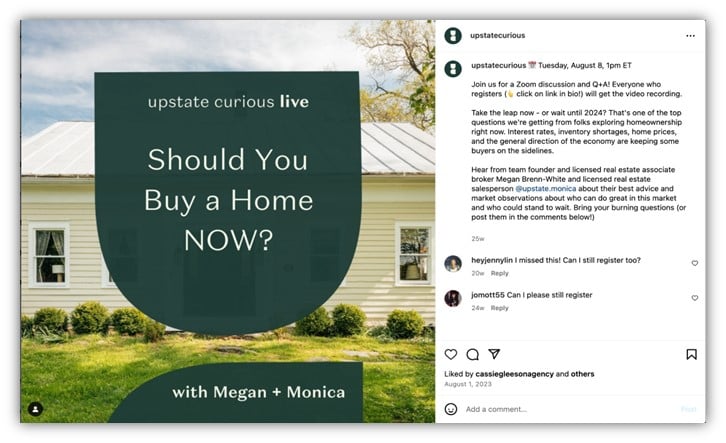 upstate curious live
Should You
Buy a Home
NOW?
with Megan + Monica
upstatecurious
upstatecurious 📅 Tuesday, August 8, 1pm ET
Join us for a Zoom discussion and Q+A! Everyone who
registers (👆 click on link in bio!) will get the video recording.
Take the leap now - or wait until 2024? That's one of the top
questions we're getting from folks exploring homeownership
right now. Interest rates, inventory shortages, home prices,
and the general direction of the economy are keeping some
buyers on the sidelines.
Hear from team founder and licensed real estate associate
broker Megan Brenn-White and licensed real estate
salesperson @upstate.monica about their best advice and
market observations about who can do great in this market
and who could stand to wait. Bring your burning questions (or
post them in the comments below!)
25w
heyjennylin I missed this! Can I still register too?
20w Reply
jomott55 Can I please still register
24w Reply
Liked by cassiegleesonagency and others
August 1, 2023
Add a comment...
Post